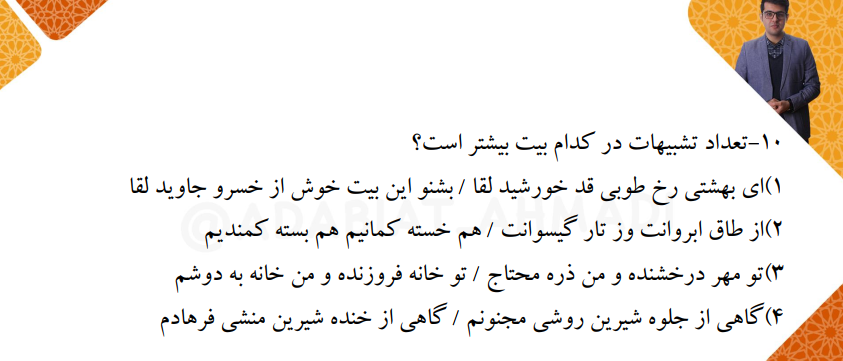 ۱۰-تعداد تشبیهات در کدام بیت بیشتر است؟
۱)ای بهشتی رخ طوبی قد خورشید لقا / بشنو این بیت خوش از خسرو جاوید لقا
۲)از طاق ابروانت وز تار گیسوانت / هم خسته کمانیم هم بسته کمندیم
۳)تو مهر درخشنده و من ذره محتاج / تو خانه فروزنده و من خانه به دوشم
۴)گاهی از جلوه شیرین روشی مجنونم / گاهی از خنده شیرین منشی فرهادم
@ADABIAT_AHMADI